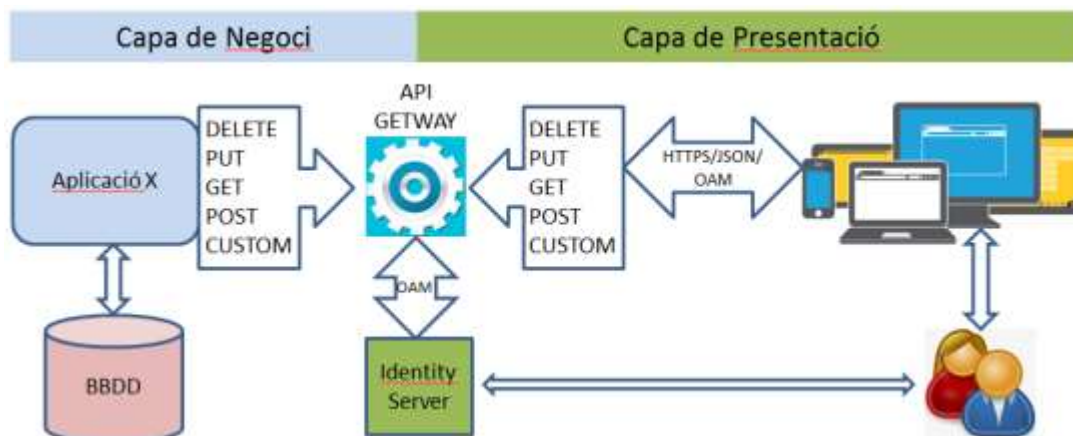 Capa de Negoci
Capa de Presentació
Aplicació X
DELETE
PUT
GET
POST
CUSTOM
API
GETWAY
DELETE
PUT
GET
POST
CUSTOM
HTTPS/JSON/
OAM
OAM
BBDD
Identity
Server